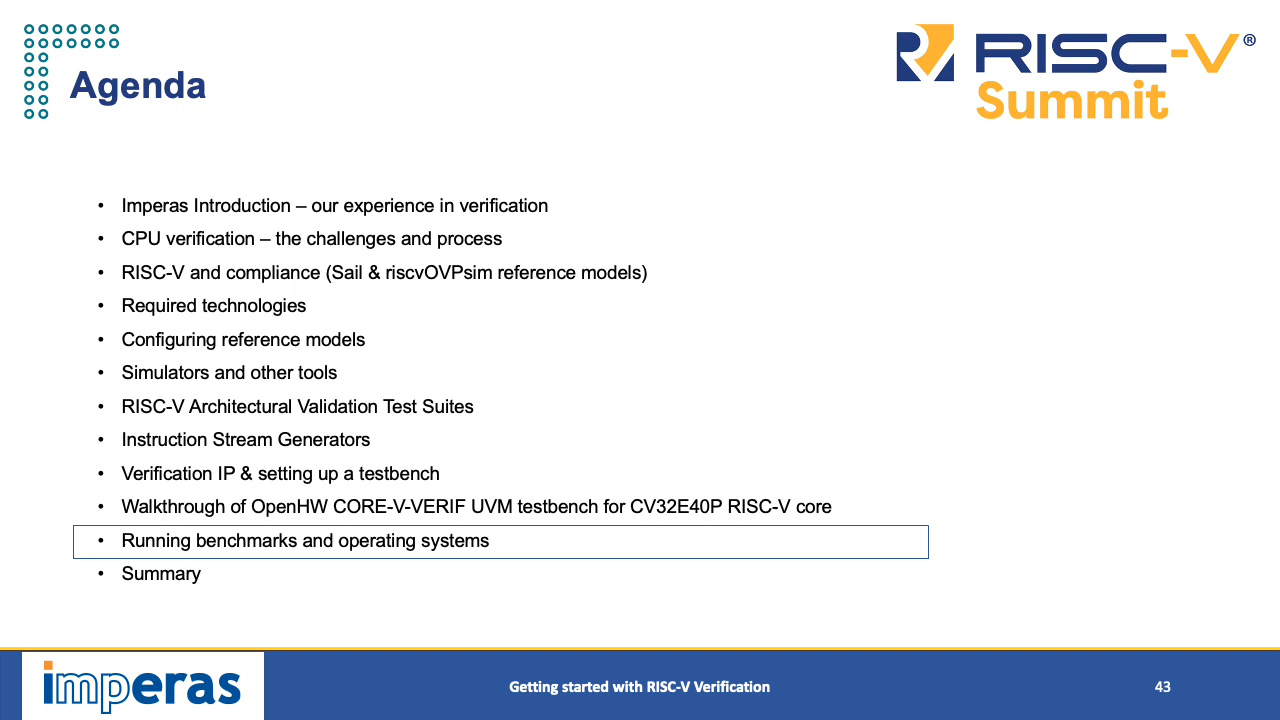 Agenda
RISC-V®
Summit
• Imperas Introduction – our experience in verification
• CPU verification – the challenges and process
• RISC-V and compliance (Sail & riscvOVPsim reference models)
• Required technologies
• Configuring reference models
• Simulators and other tools
• RISC-V Architectural Validation Test Suites
• Instruction Stream Generators
• Verification IP & setting up a testbench
• Walkthrough of OpenHW CORE-V-VERIF UVM testbench for CV32E40P RISC-V core
• Running benchmarks and operating systems
• Summary
imperas
Getting started with RISC-V Verification
43